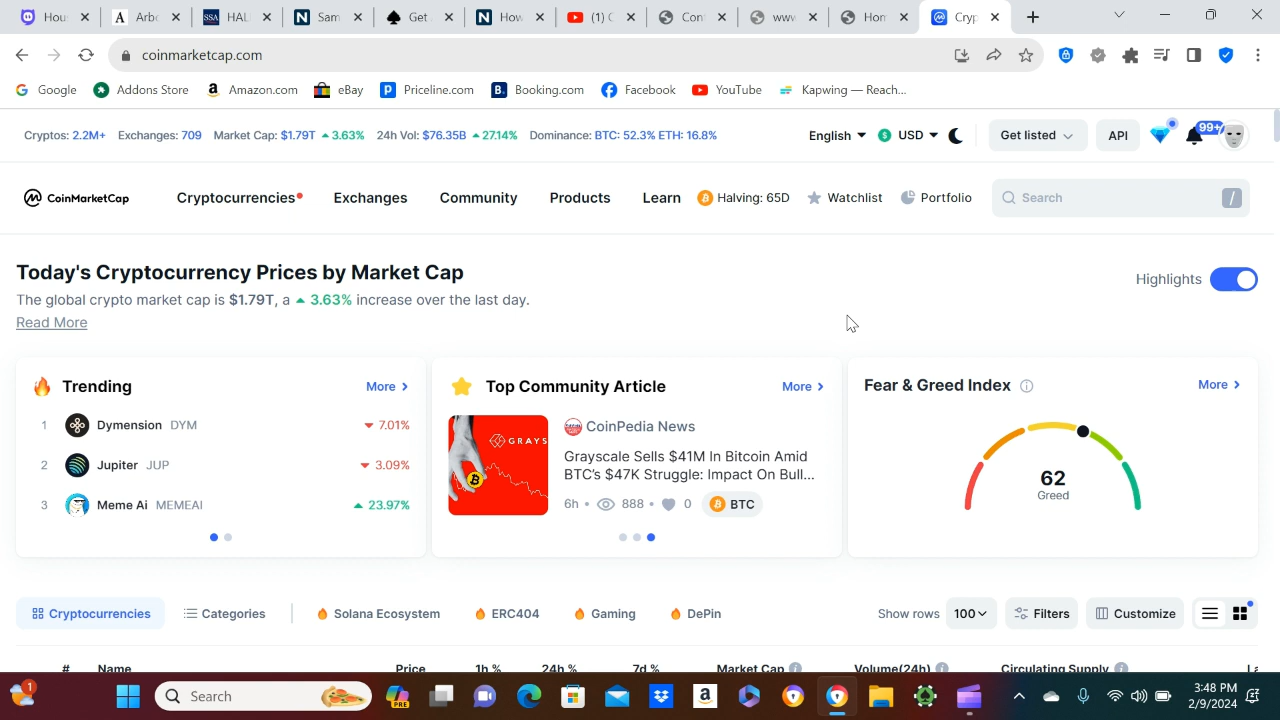 Hou
Arbo
SSA HAL
Sam
Get
How
(1) C
Con
www
Hom
Cryp
coinmarketcap.com
Google
Addons Store
Amazon.com
eBay
Priceline.com
Booking.com
Facebook
YouTube
Kapwing — Reach...
Cryptos: 2.2M+ Exchanges: 709 Market Cap: $1.79T 3.63% 24h Vol: $76.35B 27.14% Dominance: BTC: 52.3% ETH: 16.8%
English
USD
Get listed
API
99+
CoinMarketCap
Cryptocurrencies
Exchanges
Community
Products
Learn
Halving: 65D
Watchlist
Portfolio
Search /
Today's Cryptocurrency Prices by Market Cap
The global crypto market cap is $1.79T, a 3.63% increase over the last day.
Read More
Highlights
Trending
More >
1 Dymension DYM 7.01%
2 Jupiter JUP 3.09%
3 Meme Ai MEMEAI 23.97%
Top Community Article
More >
GRAYS
CoinPedia News
Grayscale Sells $41M In Bitcoin Amid
BTC's $47K Struggle: Impact On Bull...
6h • 888 • 0 BTC
Fear & Greed Index
More >
62
Greed
Cryptocurrencies
Categories
Solana Ecosystem
ERC404
Gaming
DePin
Show rows 100
Filters
Customize
# Name Price 1h % 24h % 7d % Market Cap Volume(24h) Circulating Supply La
1
Search
PRE
3:48 PM
2/9/2024